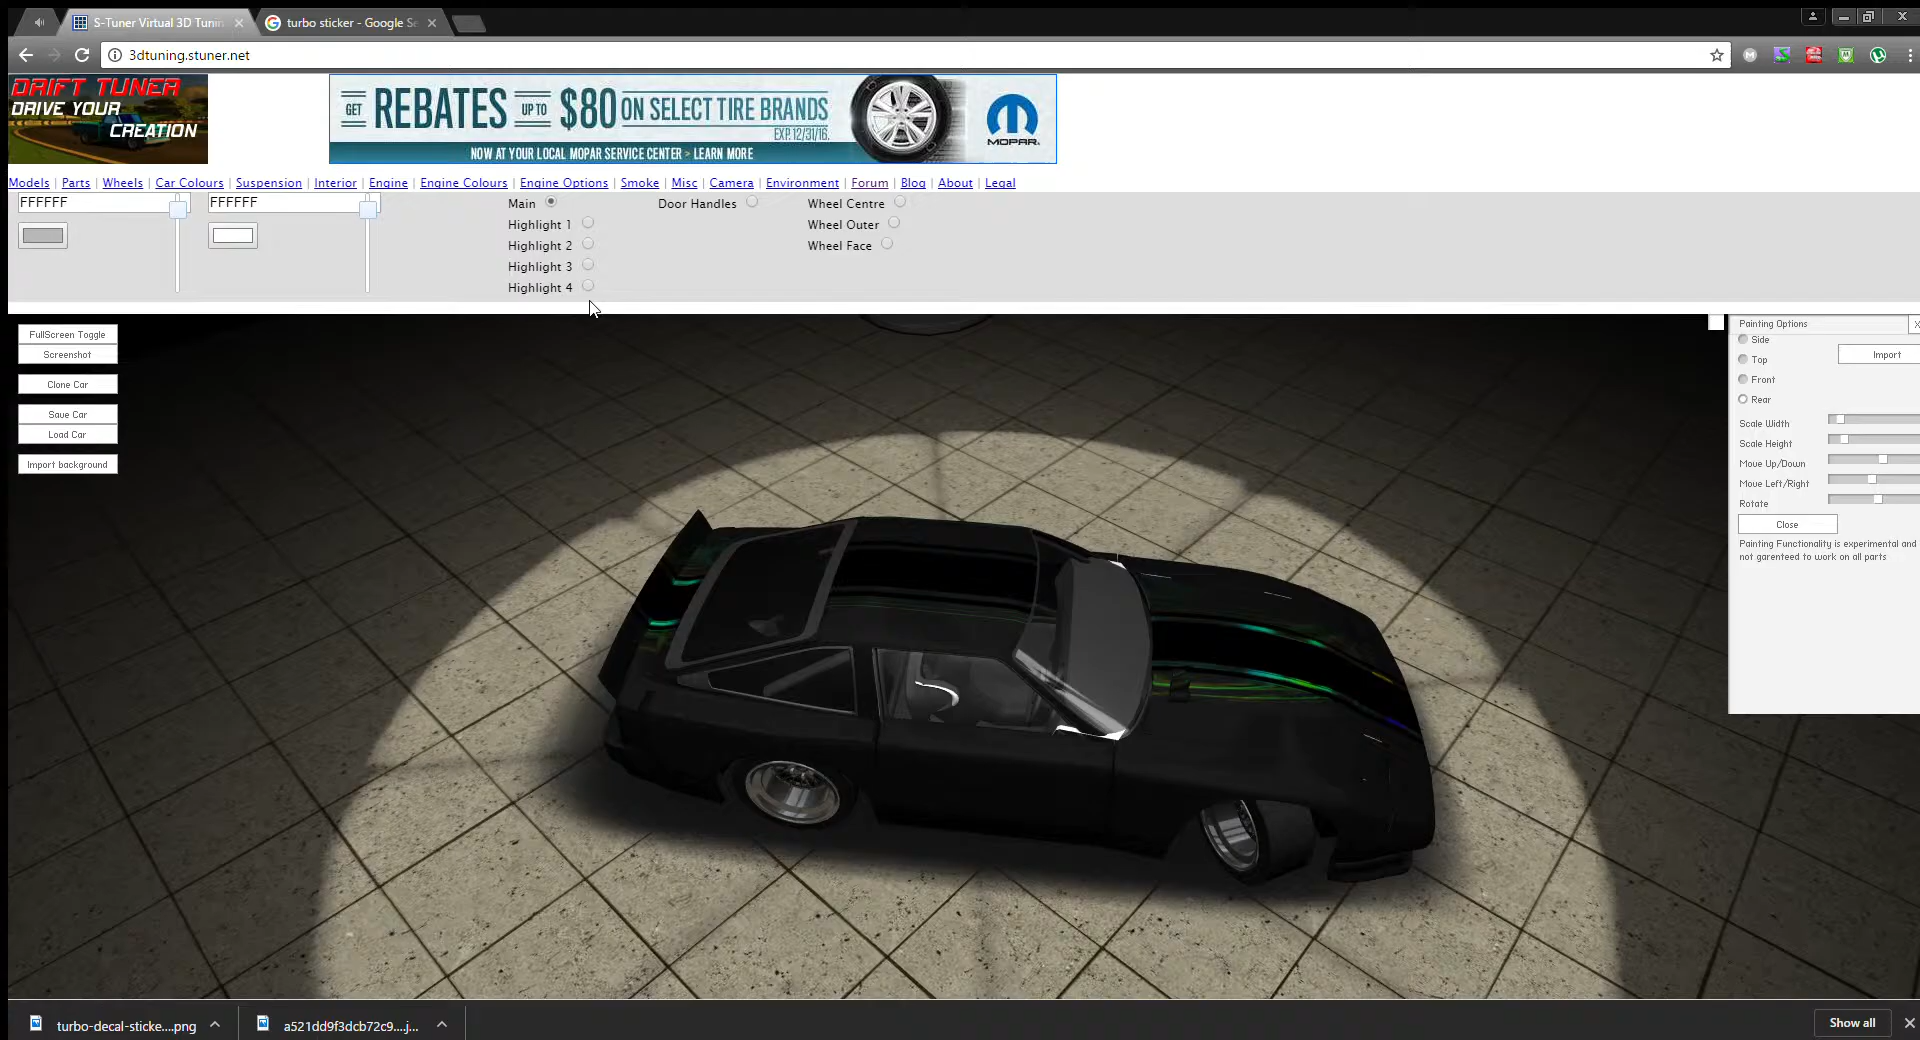 S-Tuner Virtual 3D Tunin
turbo sticker - Google Se
3dtuning.stuner.net
DRIFT TUNER
DRIVE YOUR
CREATION
GET REBATES UP TO $80 ON SELECT TIRE BRANDS
EXP. 12/31/16.
NOW AT YOUR LOCAL MOPAR SERVICE CENTER > LEARN MORE
MOPAR.
Models | Parts | Wheels | Car Colours | Suspension | Interior | Engine | Engine Colours | Engine Options | Smoke | Misc | Camera | Environment | Forum | Blog | About | Legal
FFFFFF
FFFFFF
Main
Highlight 1
Highlight 2
Highlight 3
Highlight 4
Door Handles
Wheel Centre
Wheel Outer
Wheel Face
FullScreen Toggle
Screenshot
Clone Car
Save Car
Load Car
Import background
Painting Options
X
Side
Top
Front
Rear
Import
Scale Width
Scale Height
Move Up/Down
Move Left/Right
Rotate
Close
Painting Functionality is experimental and
not garenteed to work on all parts
turbo-decal-sticke....png
a521dd9f3dcb72c9....j...
Show all